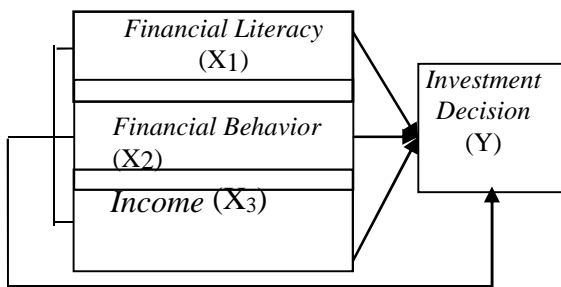 Financial Literacy
(X1)
Financial Behavior
(X2)
Income (X3)
Investment
Decision
(Y)